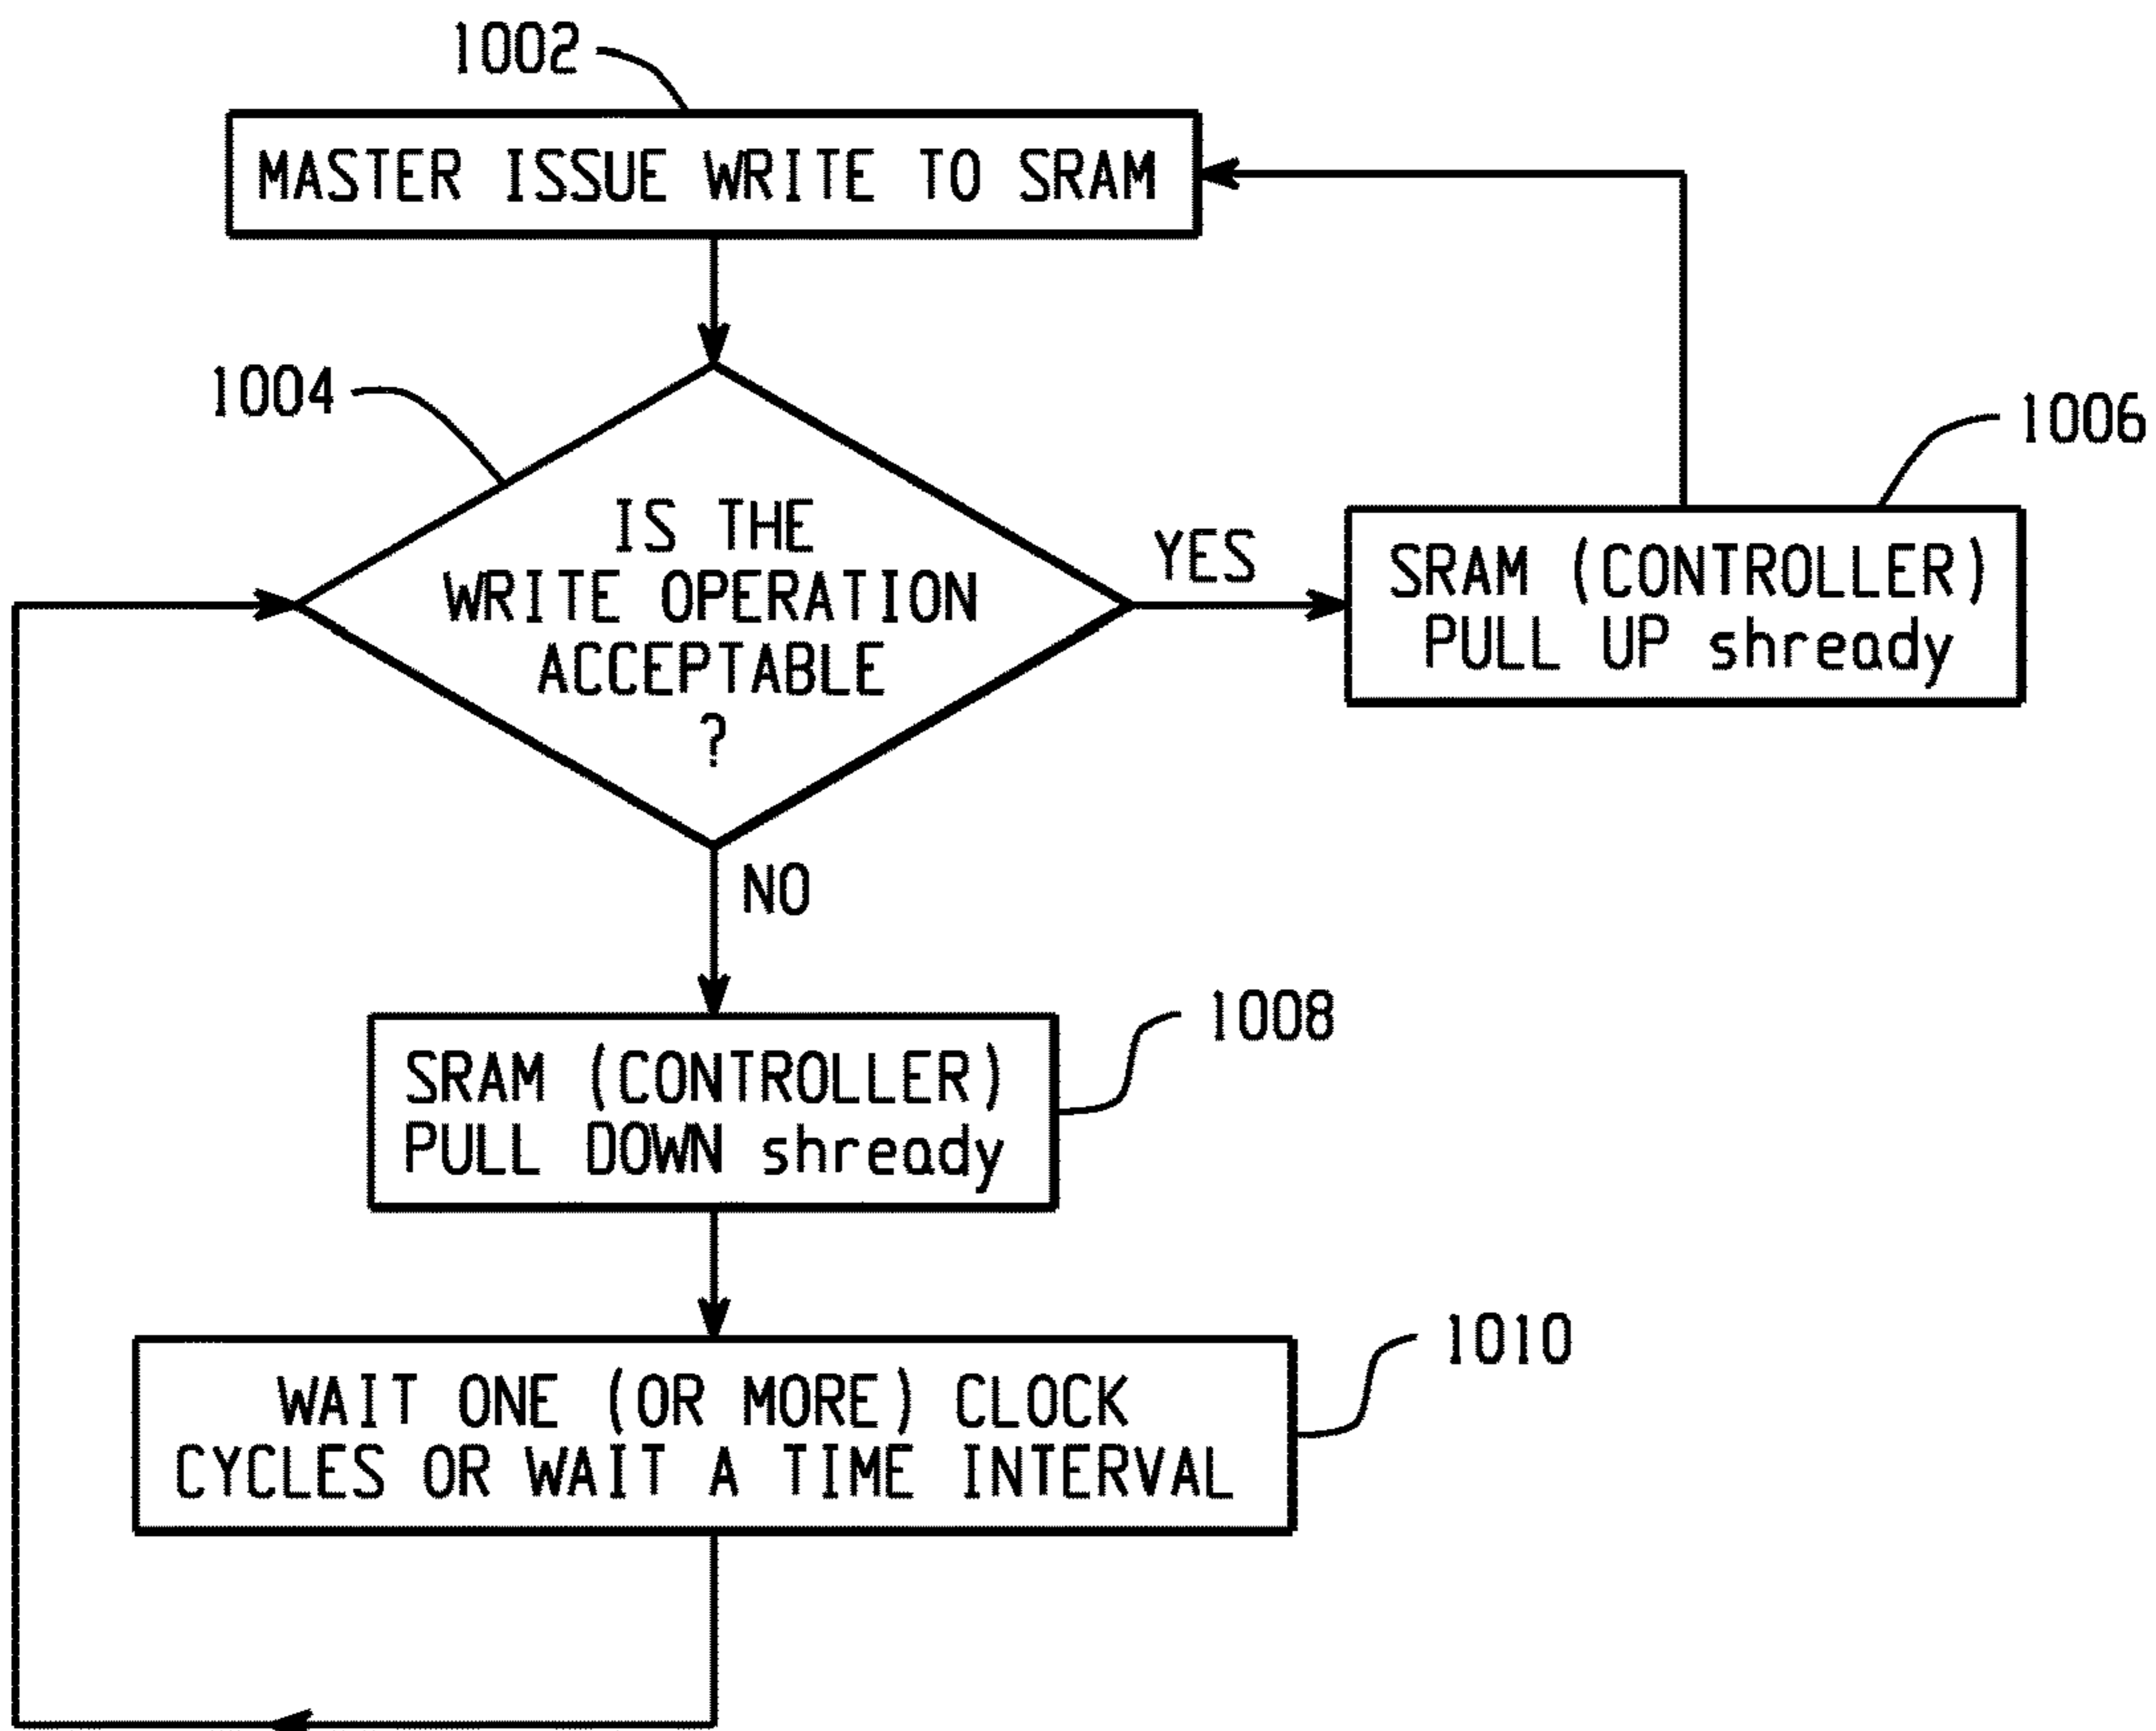 1002
MASTER ISSUE WRITE TO SRAM
1004
IS THE
WRITE OPERATION
ACCEPTABLE
?
YES
1006
SRAM (CONTROLLER)
PULL UP shready
NO
1008
SRAM (CONTROLLER)
PULL DOWN shready
1010
WAIT ONE (OR MORE) CLOCK
CYCLES OR WAIT A TIME INTERVAL